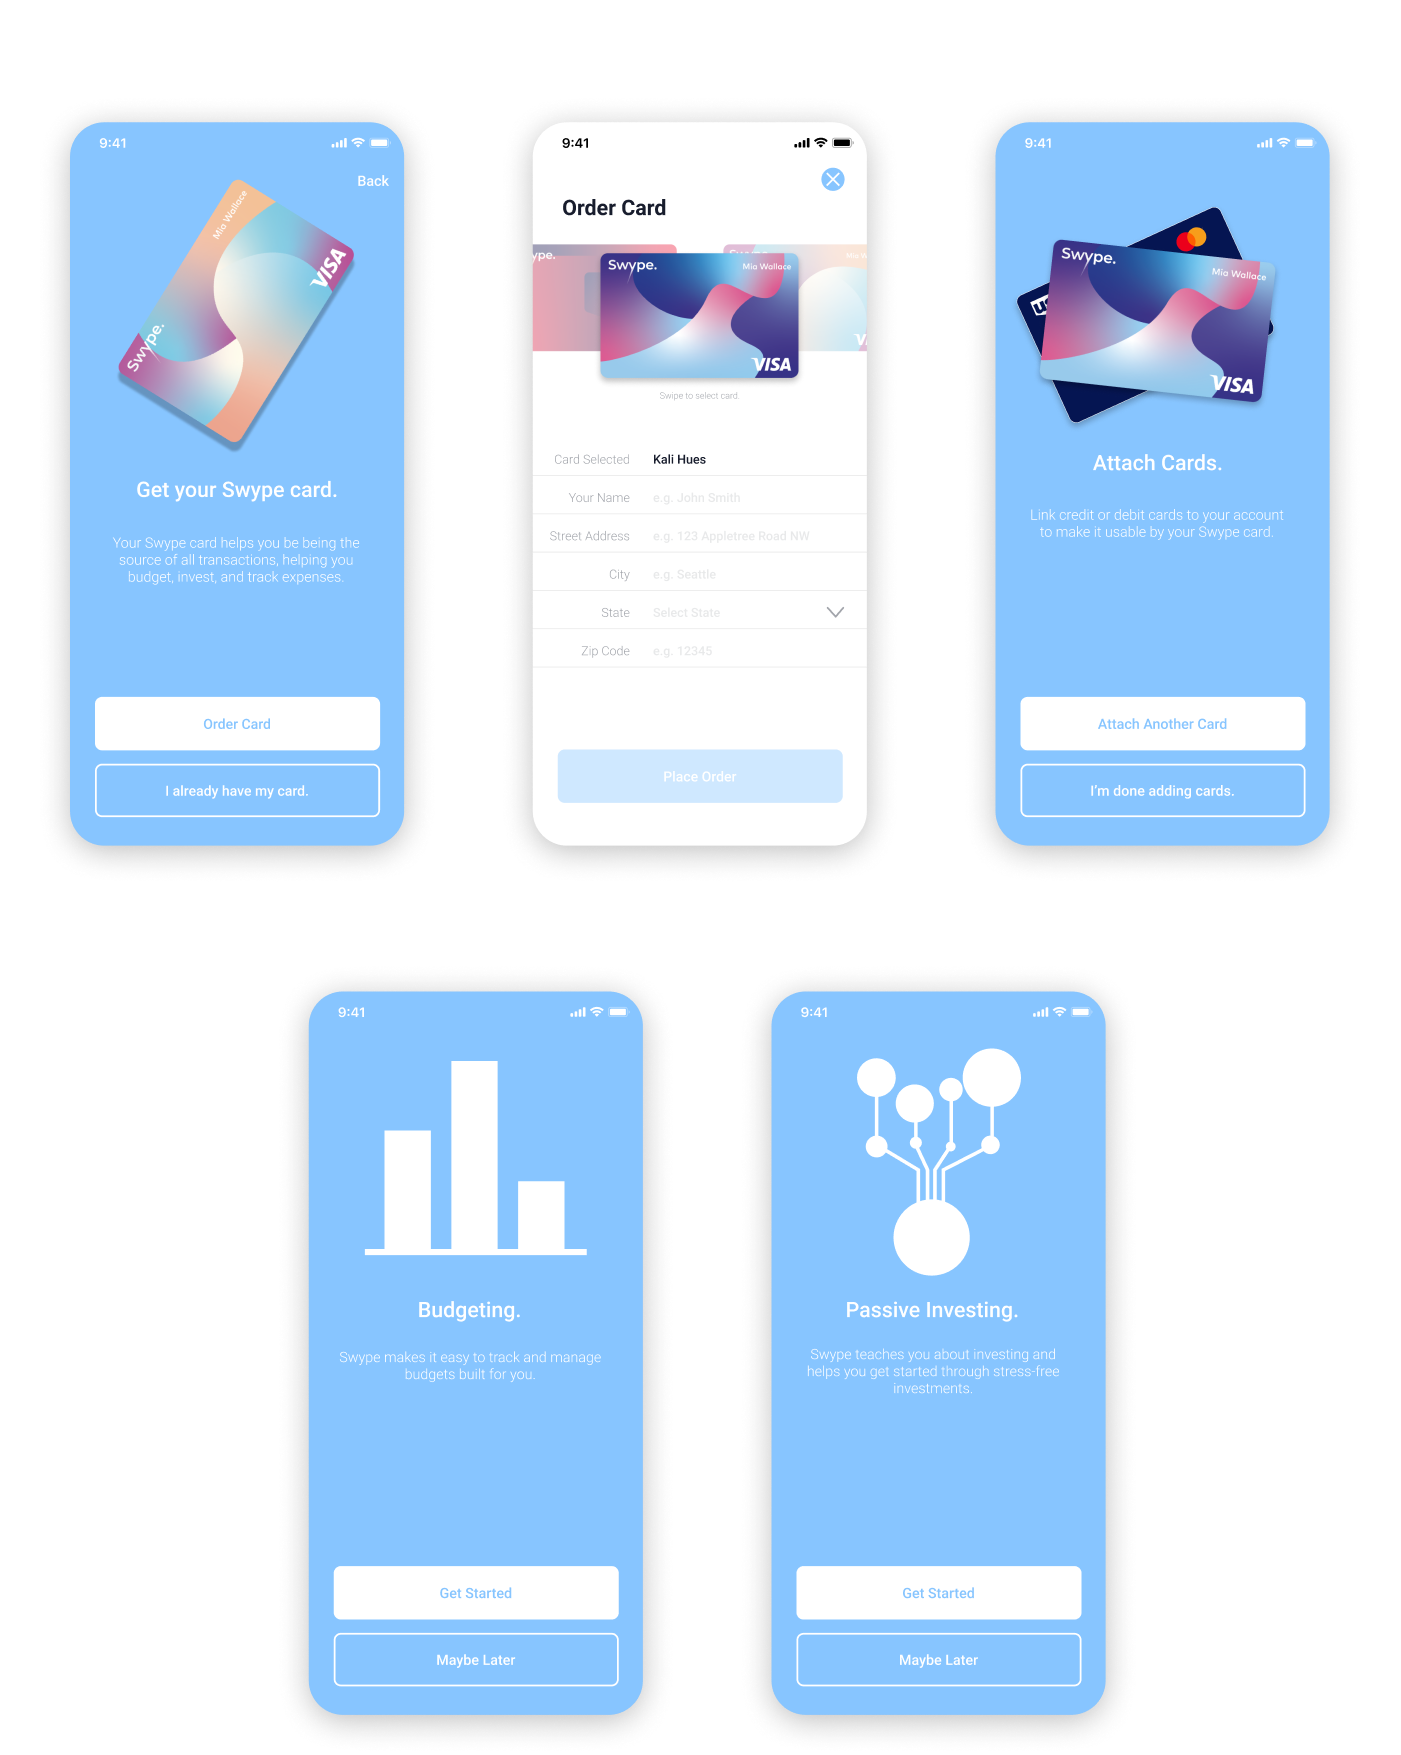 9:41
Back
Mia Wallace
VISA
Swype.
Get your Swype card.
Your Swype card helps you be being the
source of all transactions, helping you
budget, invest, and track expenses.
Order Card
I already have my card.
9:41
Order Card
ype.
Swype.
Mia Wallace
VISA
Swipe to select card.
Card Selected Kali Hues
Your Name e.g. John Smith
Street Address e.g. 123 Appletree Road NW
City e.g. Seattle
State Select State
Zip Code e.g. 12345
Place Order
9:41
Swype.
Mia Wallace
VISA
Attach Cards.
Link credit or debit cards to your account
to make it usable by your Swype card.
Attach Another Card
I'm done adding cards.
9:41
Budgeting.
Swype makes it easy to track and manage
budgets built for you.
Get Started
Maybe Later
9:41
Passive Investing.
Swype teaches you about investing and
helps you get started through stress-free
investments.
Get Started
Maybe Later